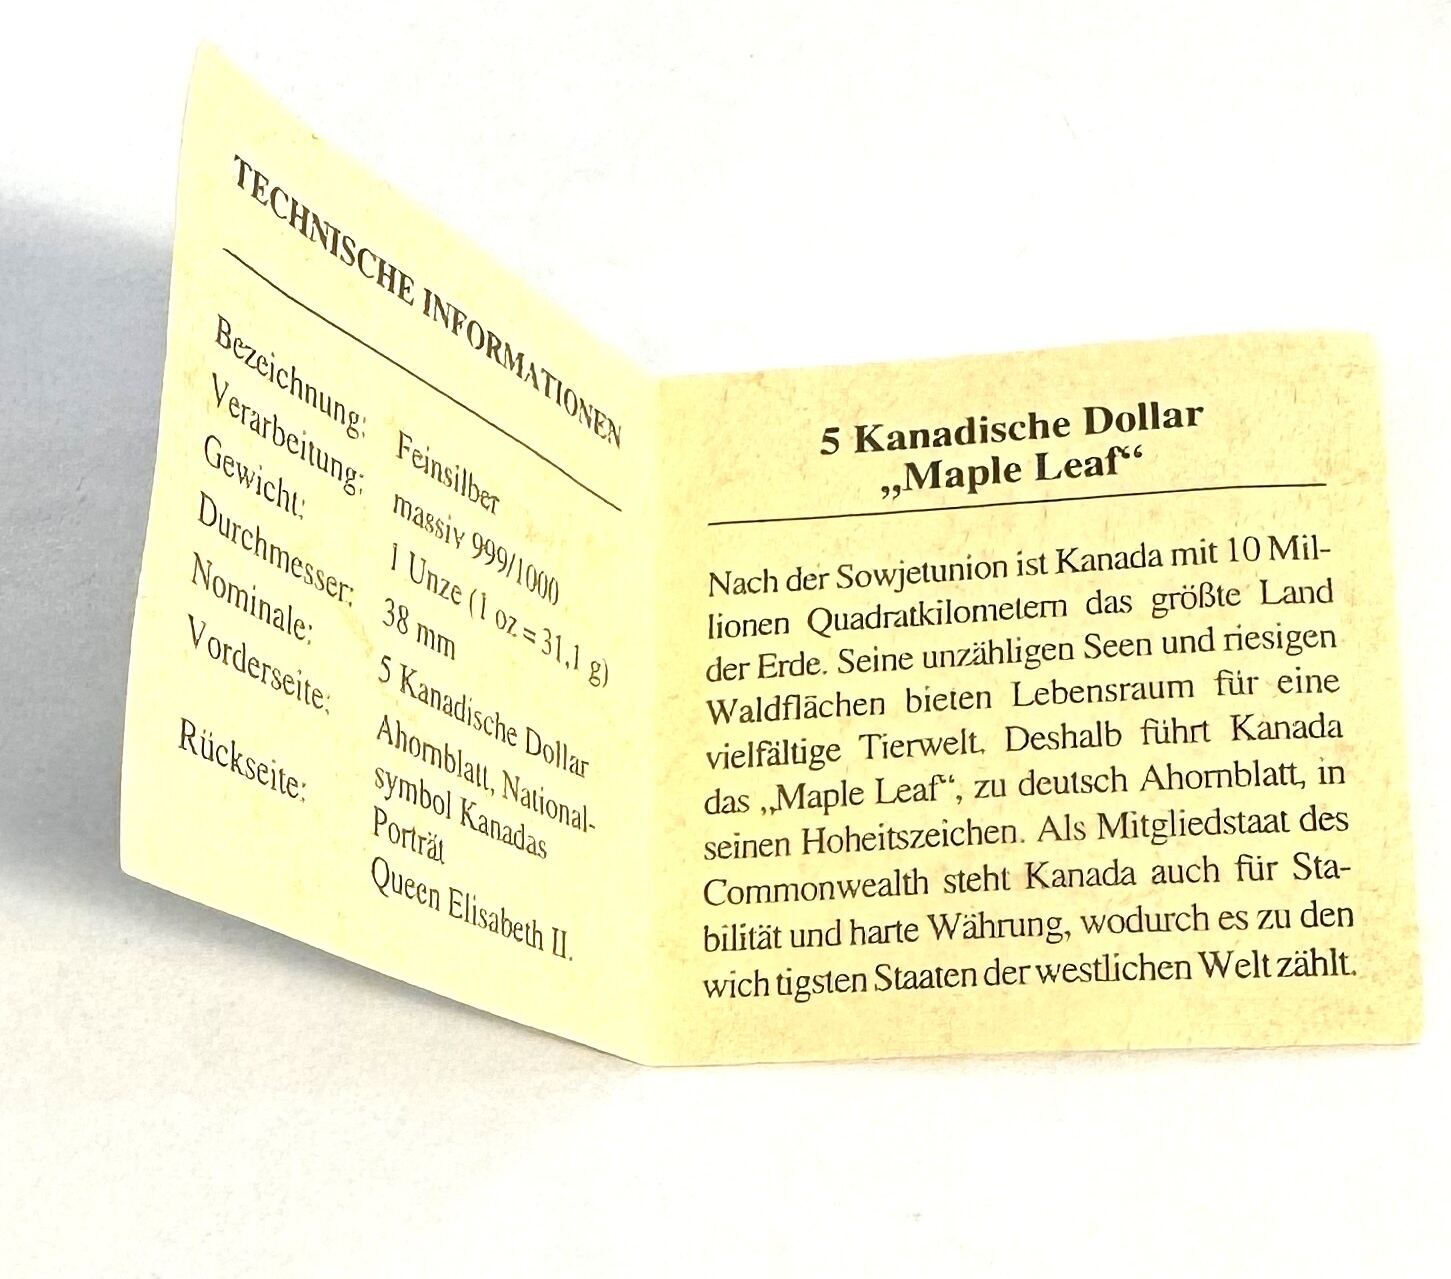 TECHNISCHE INFORMATIONEN
Bezeichnung: Feinsilber
Verarbeitung: massiv 999/1000
Gewicht: 1 Unze (1 oz = 31,1 g)
Durchmesser: 38 mm
Nominale: 5 Kanadische Dollar
Vorderseite: Ahornblatt, National-
symbol Kanadas
Rückseite: Porträt
Queen Elisabeth II.
5 Kanadische Dollar
„Maple Leaf“
Nach der Sowjetunion ist Kanada mit 10 Mil-
lionen Quadratkilometern das größte Land
der Erde. Seine unzähligen Seen und riesigen
Waldflächen bieten Lebensraum für eine
vielfältige Tierwelt. Deshalb führt Kanada
das „Maple Leaf“, zu deutsch Ahornblatt, in
seinen Hoheitszeichen. Als Mitgliedstaat des
Commonwealth steht Kanada auch für Sta-
bilität und harte Währung, wodurch es zu den
wich tigsten Staaten der westlichen Welt zählt.